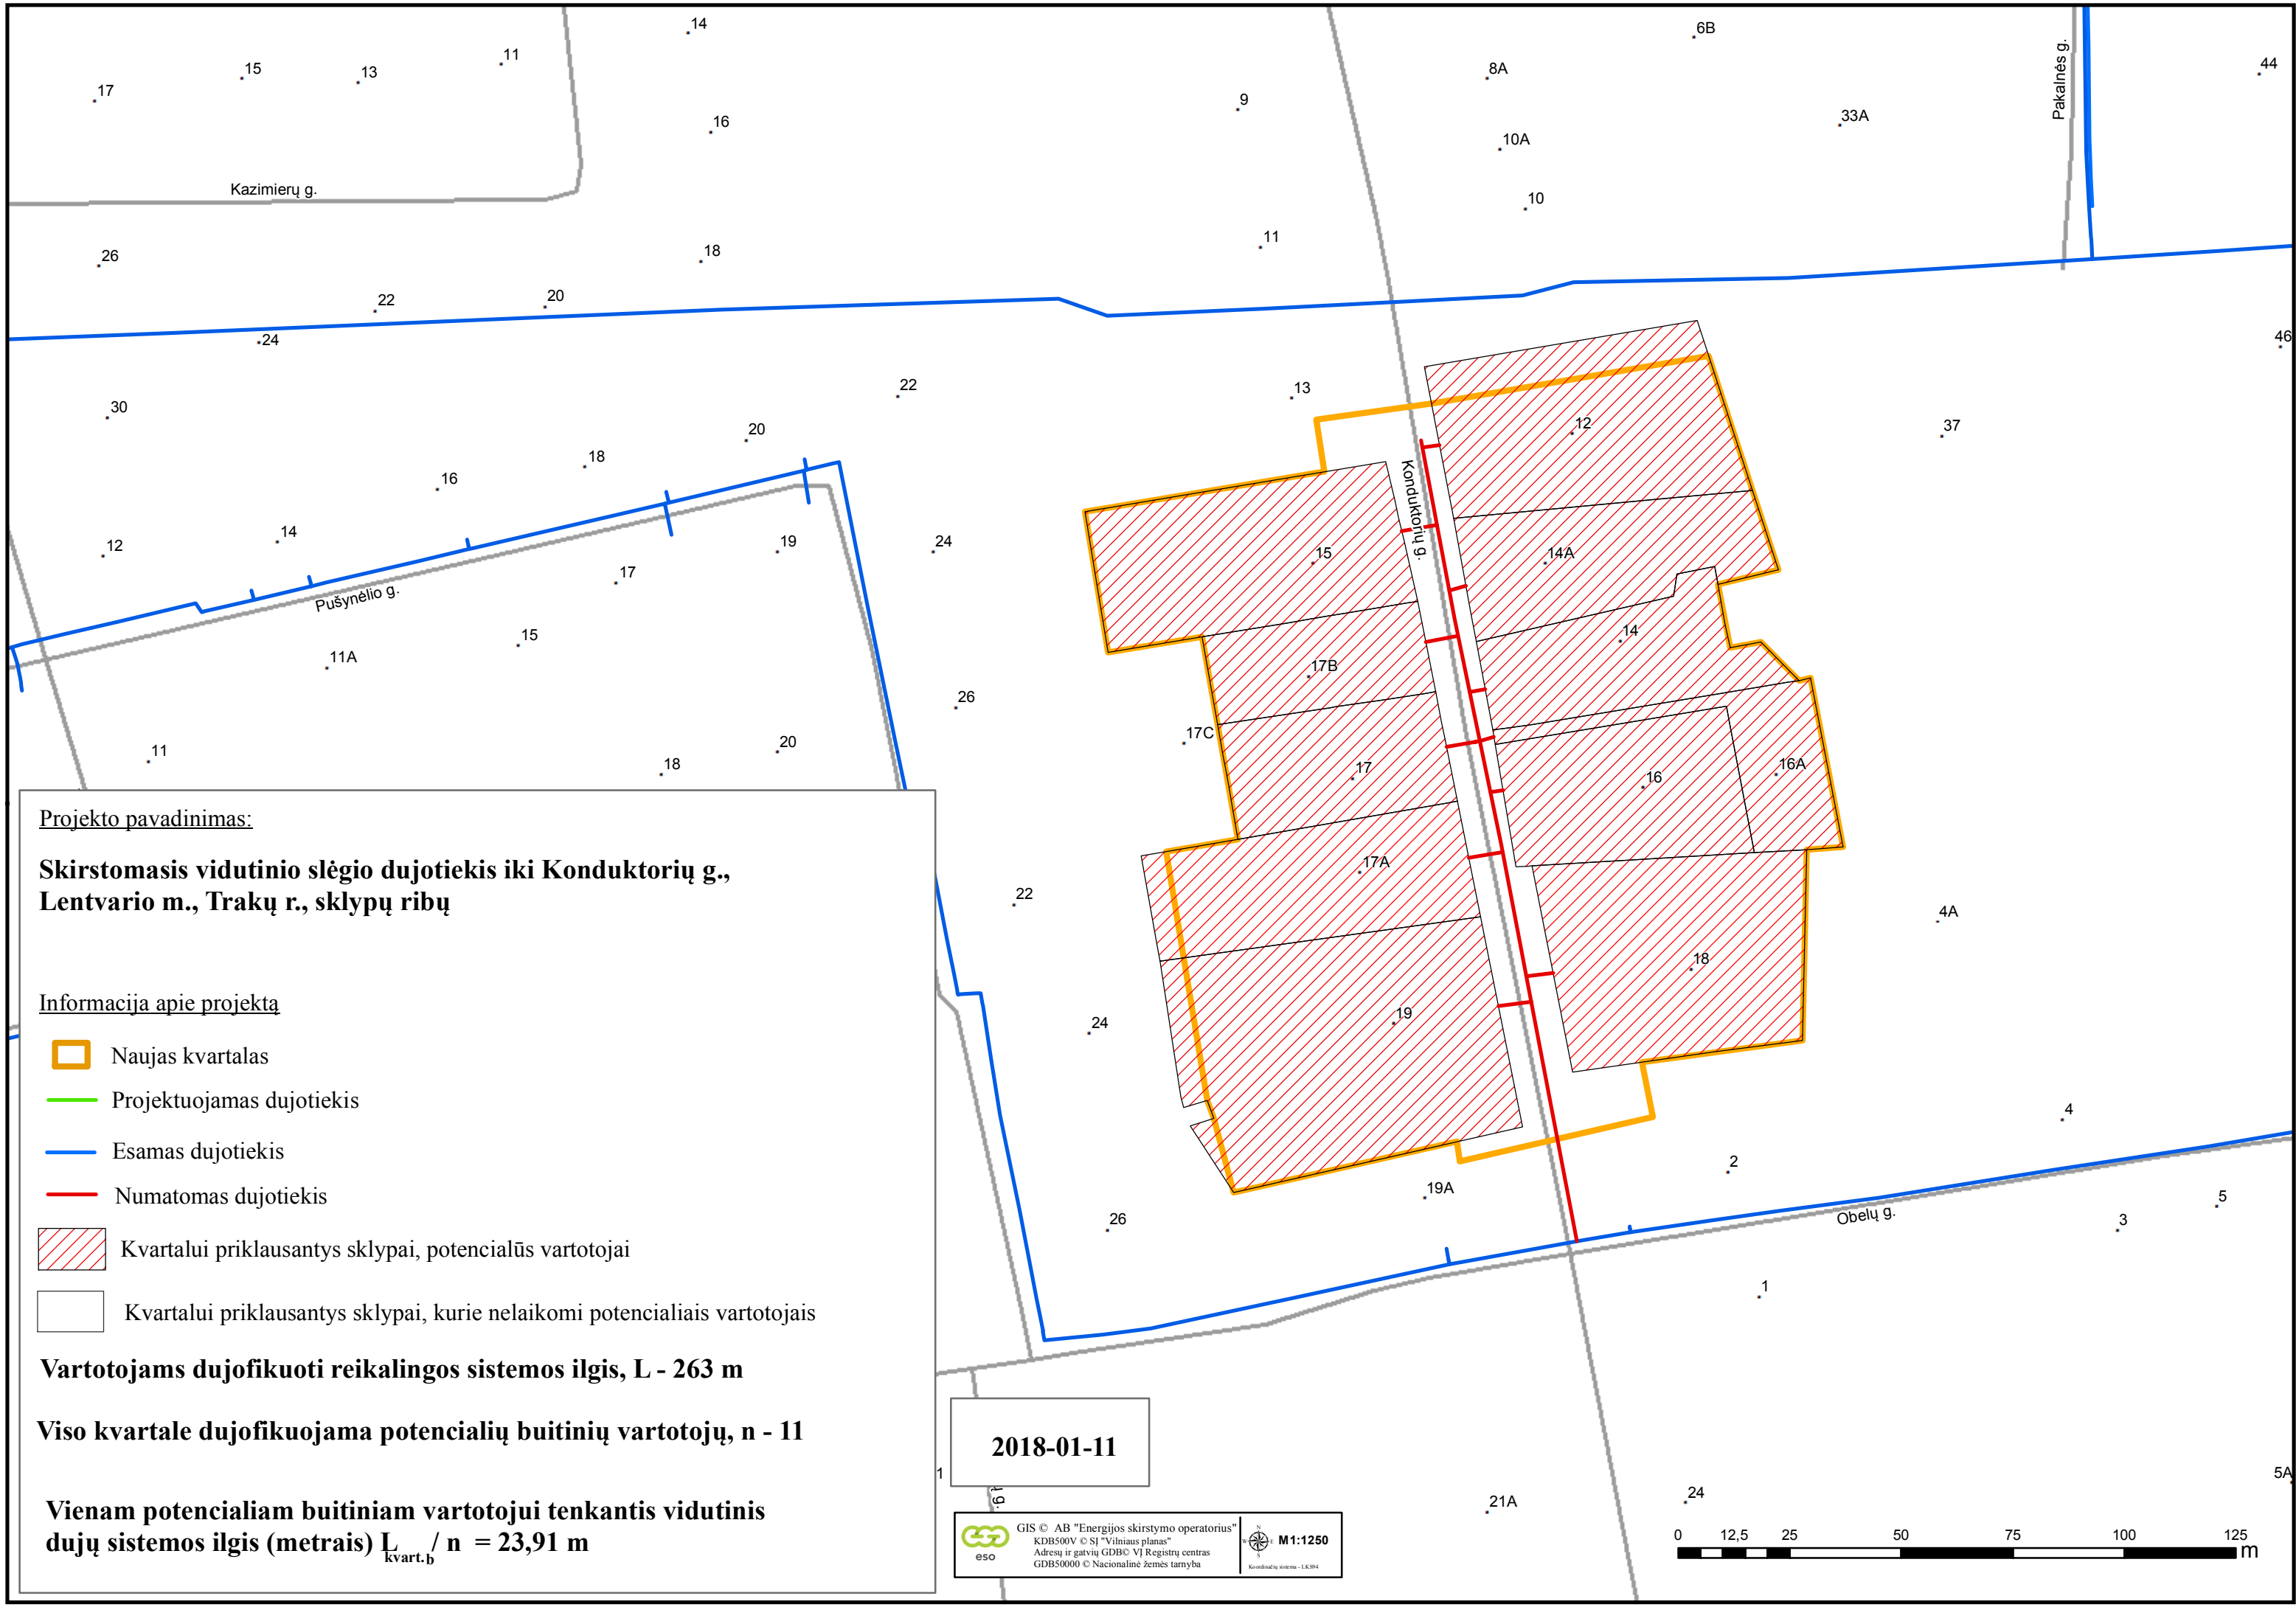 14
6B
11
15
13
8A
44
17
9
Pakalnės g.
33A
16
10A
Kazimierų g.
10
11
18
26
22
20
24
46
22
13
30
12
37
20
18
16
Konduktorių g.
14
12
19
24
15
14A
17
Pušynėlio g.
15
14
11A
17B
26
17C
20
11
18
17
16
16A
17A
22
4A
18
24
19
4
2
19A
26
5
3
Obelų g.
1
Projekto pavadinimas:
Skirstomasis vidutinio slėgio dujotiekis iki Konduktorių g.,
Lentvario m., Trakų r., sklypų ribų
Informacija apie projektą
Naujas kvartalas
Projektuojamas dujotiekis
Esamas dujotiekis
Numatomas dujotiekis
Kvartalui priklausantys sklypai, potencialūs vartotojai
Kvartalui priklausantys sklypai, kurie nelaikomi potencialiais vartotojais
Vartotojams dujofikuoti reikalingos sistemos ilgis, L - 263 m
Viso kvartale dujofikuojama potencialių buitinių vartotojų, n - 11
Vienam potencialiam buitiniam vartotojui tenkantis vidutinis
dujų sistemos ilgis (metrais) L kvart.b / n = 23,91 m
1
2018-01-11
ų g.
21A
24
5A
eso
GIS © AB "Energijos skirstymo operatorius"
KDB500V © SĮ "Vilniaus planas"
Adresų ir gatvių GDB© VĮ Registrų centras
GDB50000 © Nacionalinė žemės tarnyba
N
W
E
S
M1:1250
Koordinačių sistema - LKS94
0 12,5 25 50 75 100 125
m